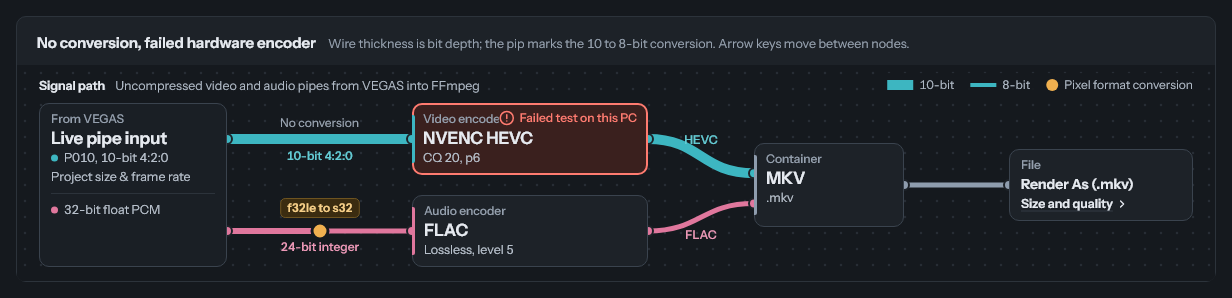 No conversion, failed hardware encoder Wire thickness is bit depth; the pip marks the 10 to 8-bit conversion. Arrow keys move between nodes.
Signal path Uncompressed video and audio pipes from VEGAS into FFmpeg
10-bit 8-bit Pixel format conversion
From VEGAS
Live pipe input
P010, 10-bit 4:2:0
Project size & frame rate
32-bit float PCM
No conversion
10-bit 4:2:0
f32le to s32
24-bit integer
Video encode Failed test on this PC
NVENC HEVC
CQ 20, p6
Audio encoder
FLAC
Lossless, level 5
HEVC
FLAC
Container
MKV
.mkv
File
Render As (.mkv)
Size and quality